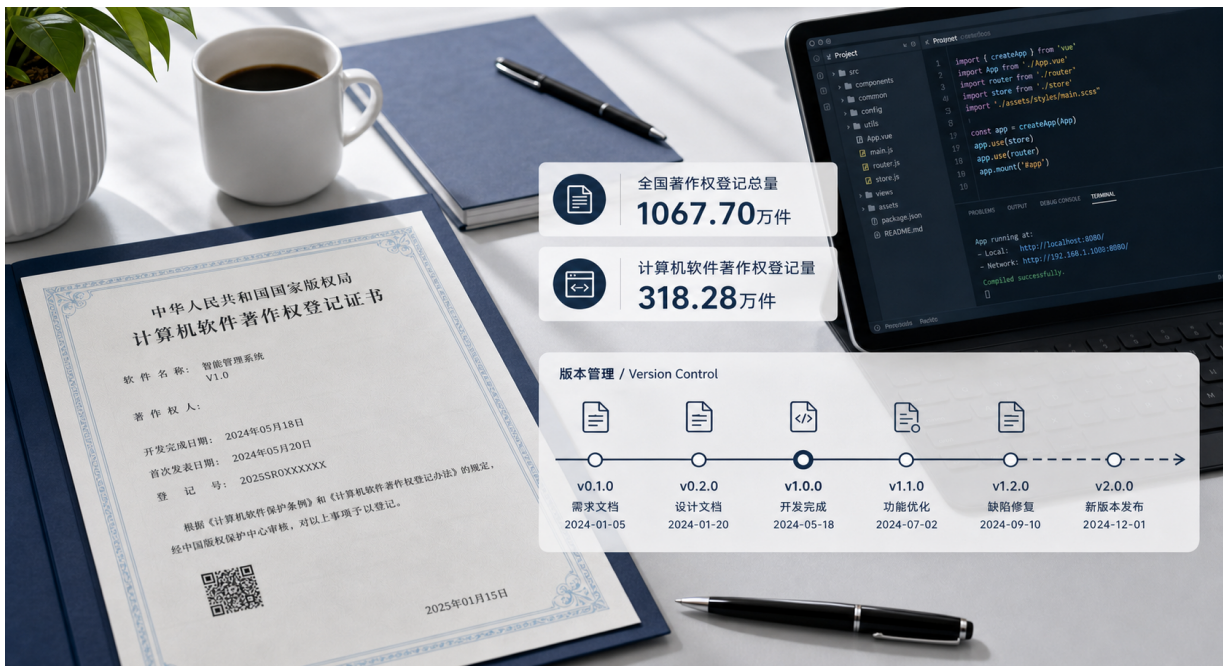 中华人民共和国国家版权局
计算机软件著作权登记证书
软件名称： 智能管理系统
V1.0
著作权人：
开发完成日期： 2024年05月18日
首次发表日期： 2024年05月20日
登记号： 2025SR0XXXXXX
根据《计算机软件保护条例》和《计算机软件著作权登记办法》的规定，
经中国版权保护中心审核，对以上事项予以登记。
2025年01月15日
全国著作权登记总量
1067.70万件
计算机软件著作权登记量
318.28万件
Project
src
components
common
config
utils
App.vue
main.js
router.js
store.js
views
assets
package.json
README.md
1 import { createApp } from 'vue'
2 import App from './App.vue'
import router from './router'
import store from './store'
import './assets/styles/main.scss"
const app = createApp(App)
app.use(store)
app.use(router)
app.mount('#app')
PROBLEMS OUTPUT DEBUG CONSOLE TERMINAL
App running at:
- Local: http://localhost:8080/
- Network: http://192.168.1.1000:8080/
Compiled successfully.
版本管理 / Version Control
v0.1.0 v0.2.0 v1.0.0 v1.1.0 v1.2.0 v2.0.0
需求文档 设计文档 开发完成 功能优化 缺陷修复 新版本发布
2024-01-05 2024-01-20 2024-05-18 2024-07-02 2024-09-10 2024-12-01